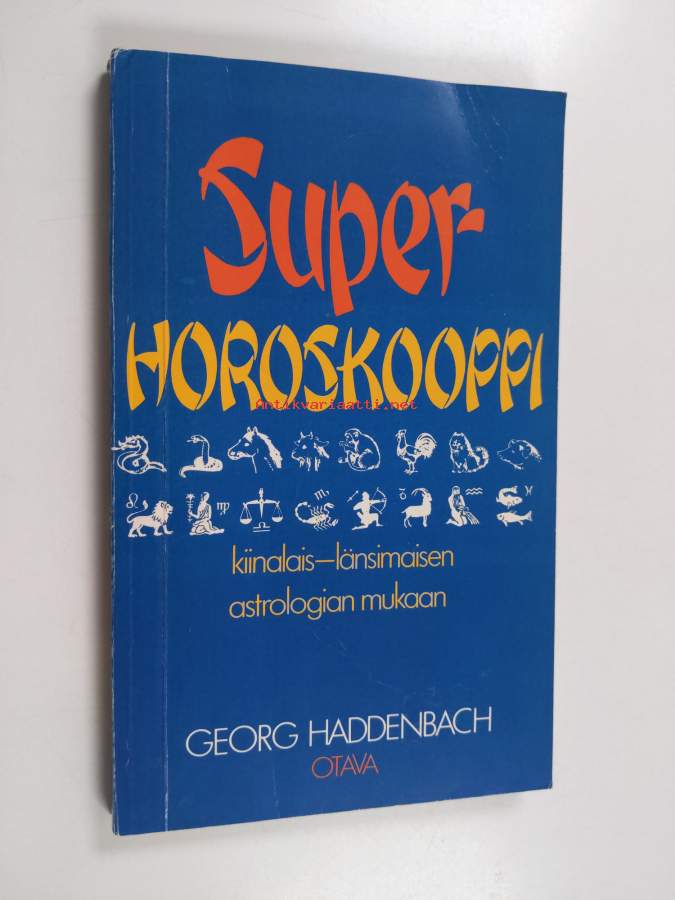 Super-
HOROSKOOPPI
antikvariaatti.net
kiinalais–länsimaisen
astrologian mukaan
GEORG HADDENBACH
OTAVA